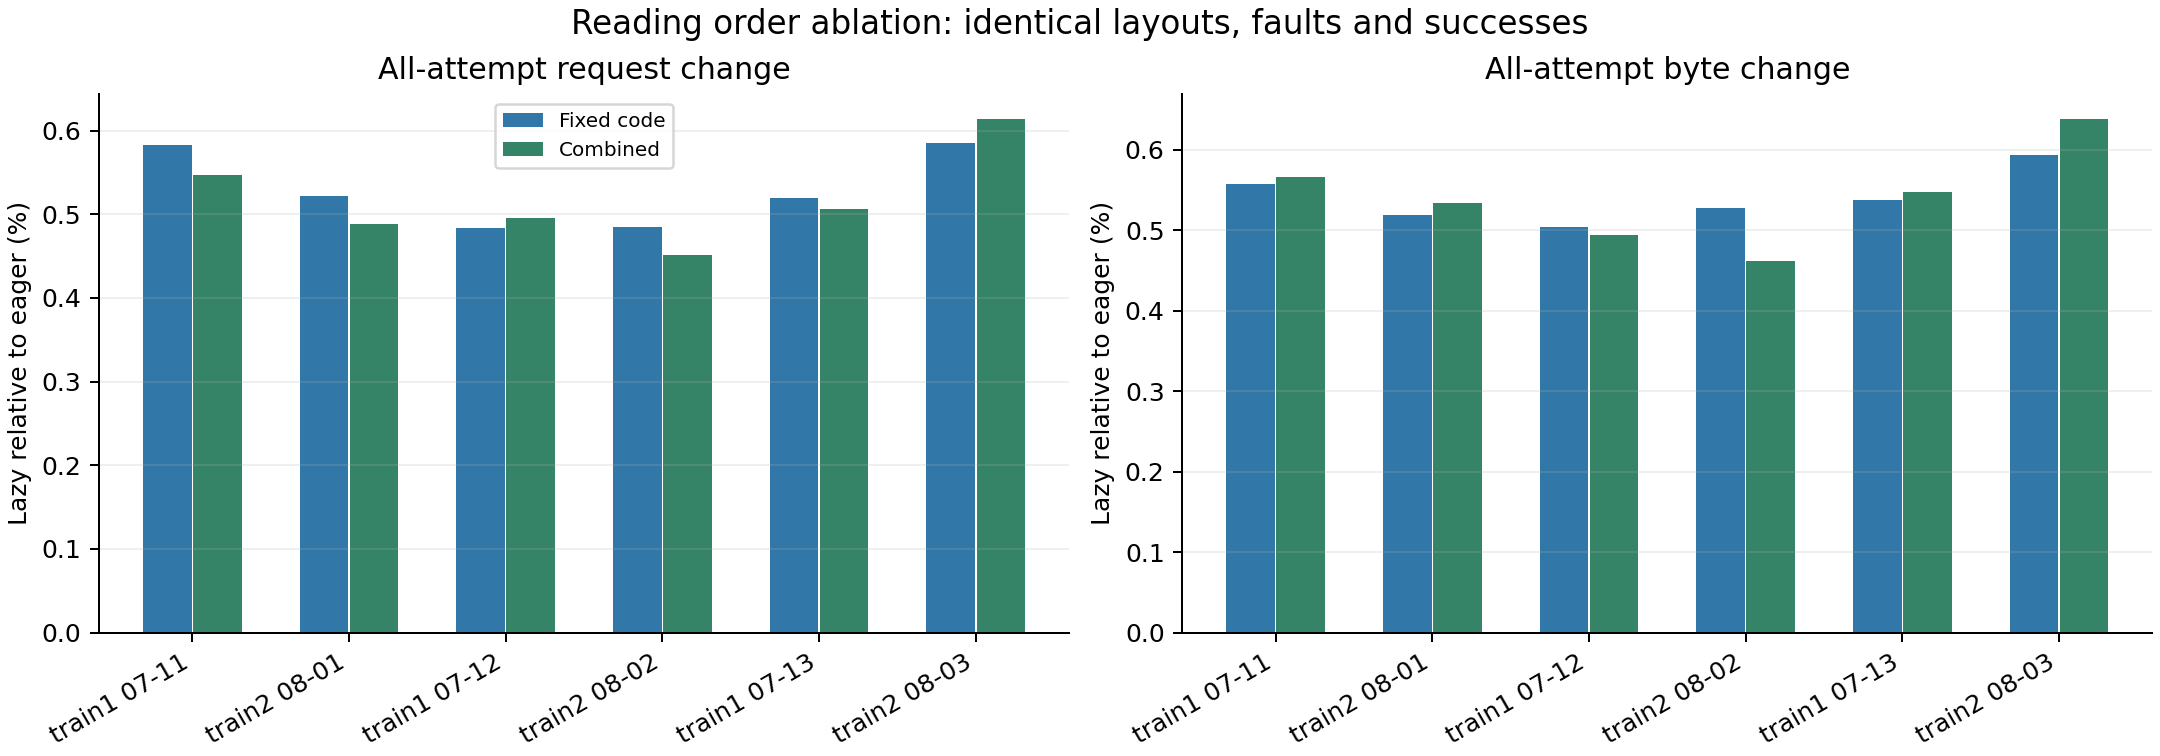 Reading order ablation: identical layouts, faults and successes
All-attempt request change
Lazy relative to eager (%)
0.6
0.5
0.4
0.3
0.2
0.1
0.0
Fixed code
Combined
train1 07-11
train2 08-01
train1 07-12
train2 08-02
train1 07-13
train2 08-03
All-attempt byte change
Lazy relative to eager (%)
0.6
0.5
0.4
0.3
0.2
0.1
0.0
train1 07-11
train2 08-01
train1 07-12
train2 08-02
train1 07-13
train2 08-03